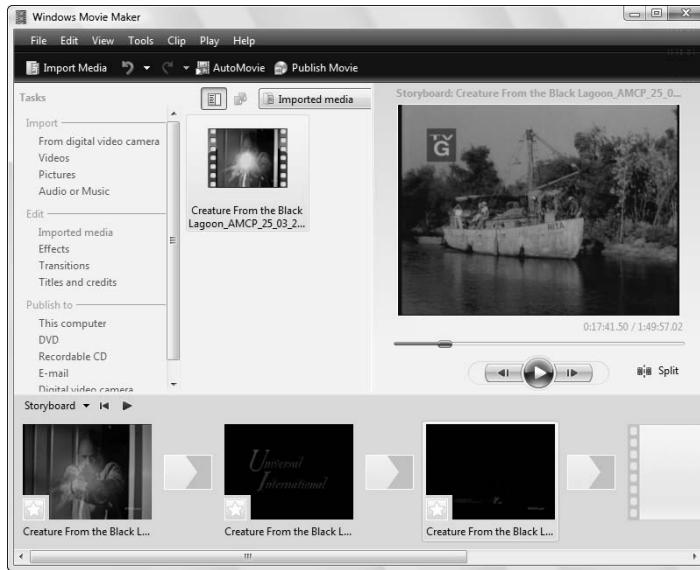 Windows Movie Maker
File Edit View Tools Clip Play Help
Import Media AutoMovie Publish Movie
Tasks
Import
From digital video camera
Videos
Pictures
Audio or Music
Edit
Imported media
Effects
Transitions
Titles and credits
Publish to
This computer
DVD
Recordable CD
E-mail
Digital video camera
Imported media
Creature From the Black
Lagoon_AMCP_25_03_2...
Storyboard: Creature From the Black Lagoon_AMCP_25_0...
TV
G
RITA
0:17:41.50 / 1:49:57.02
Split
Storyboard
Universal
International
Creature From the Black L...
Creature From the Black L...
Creature From the Black L...